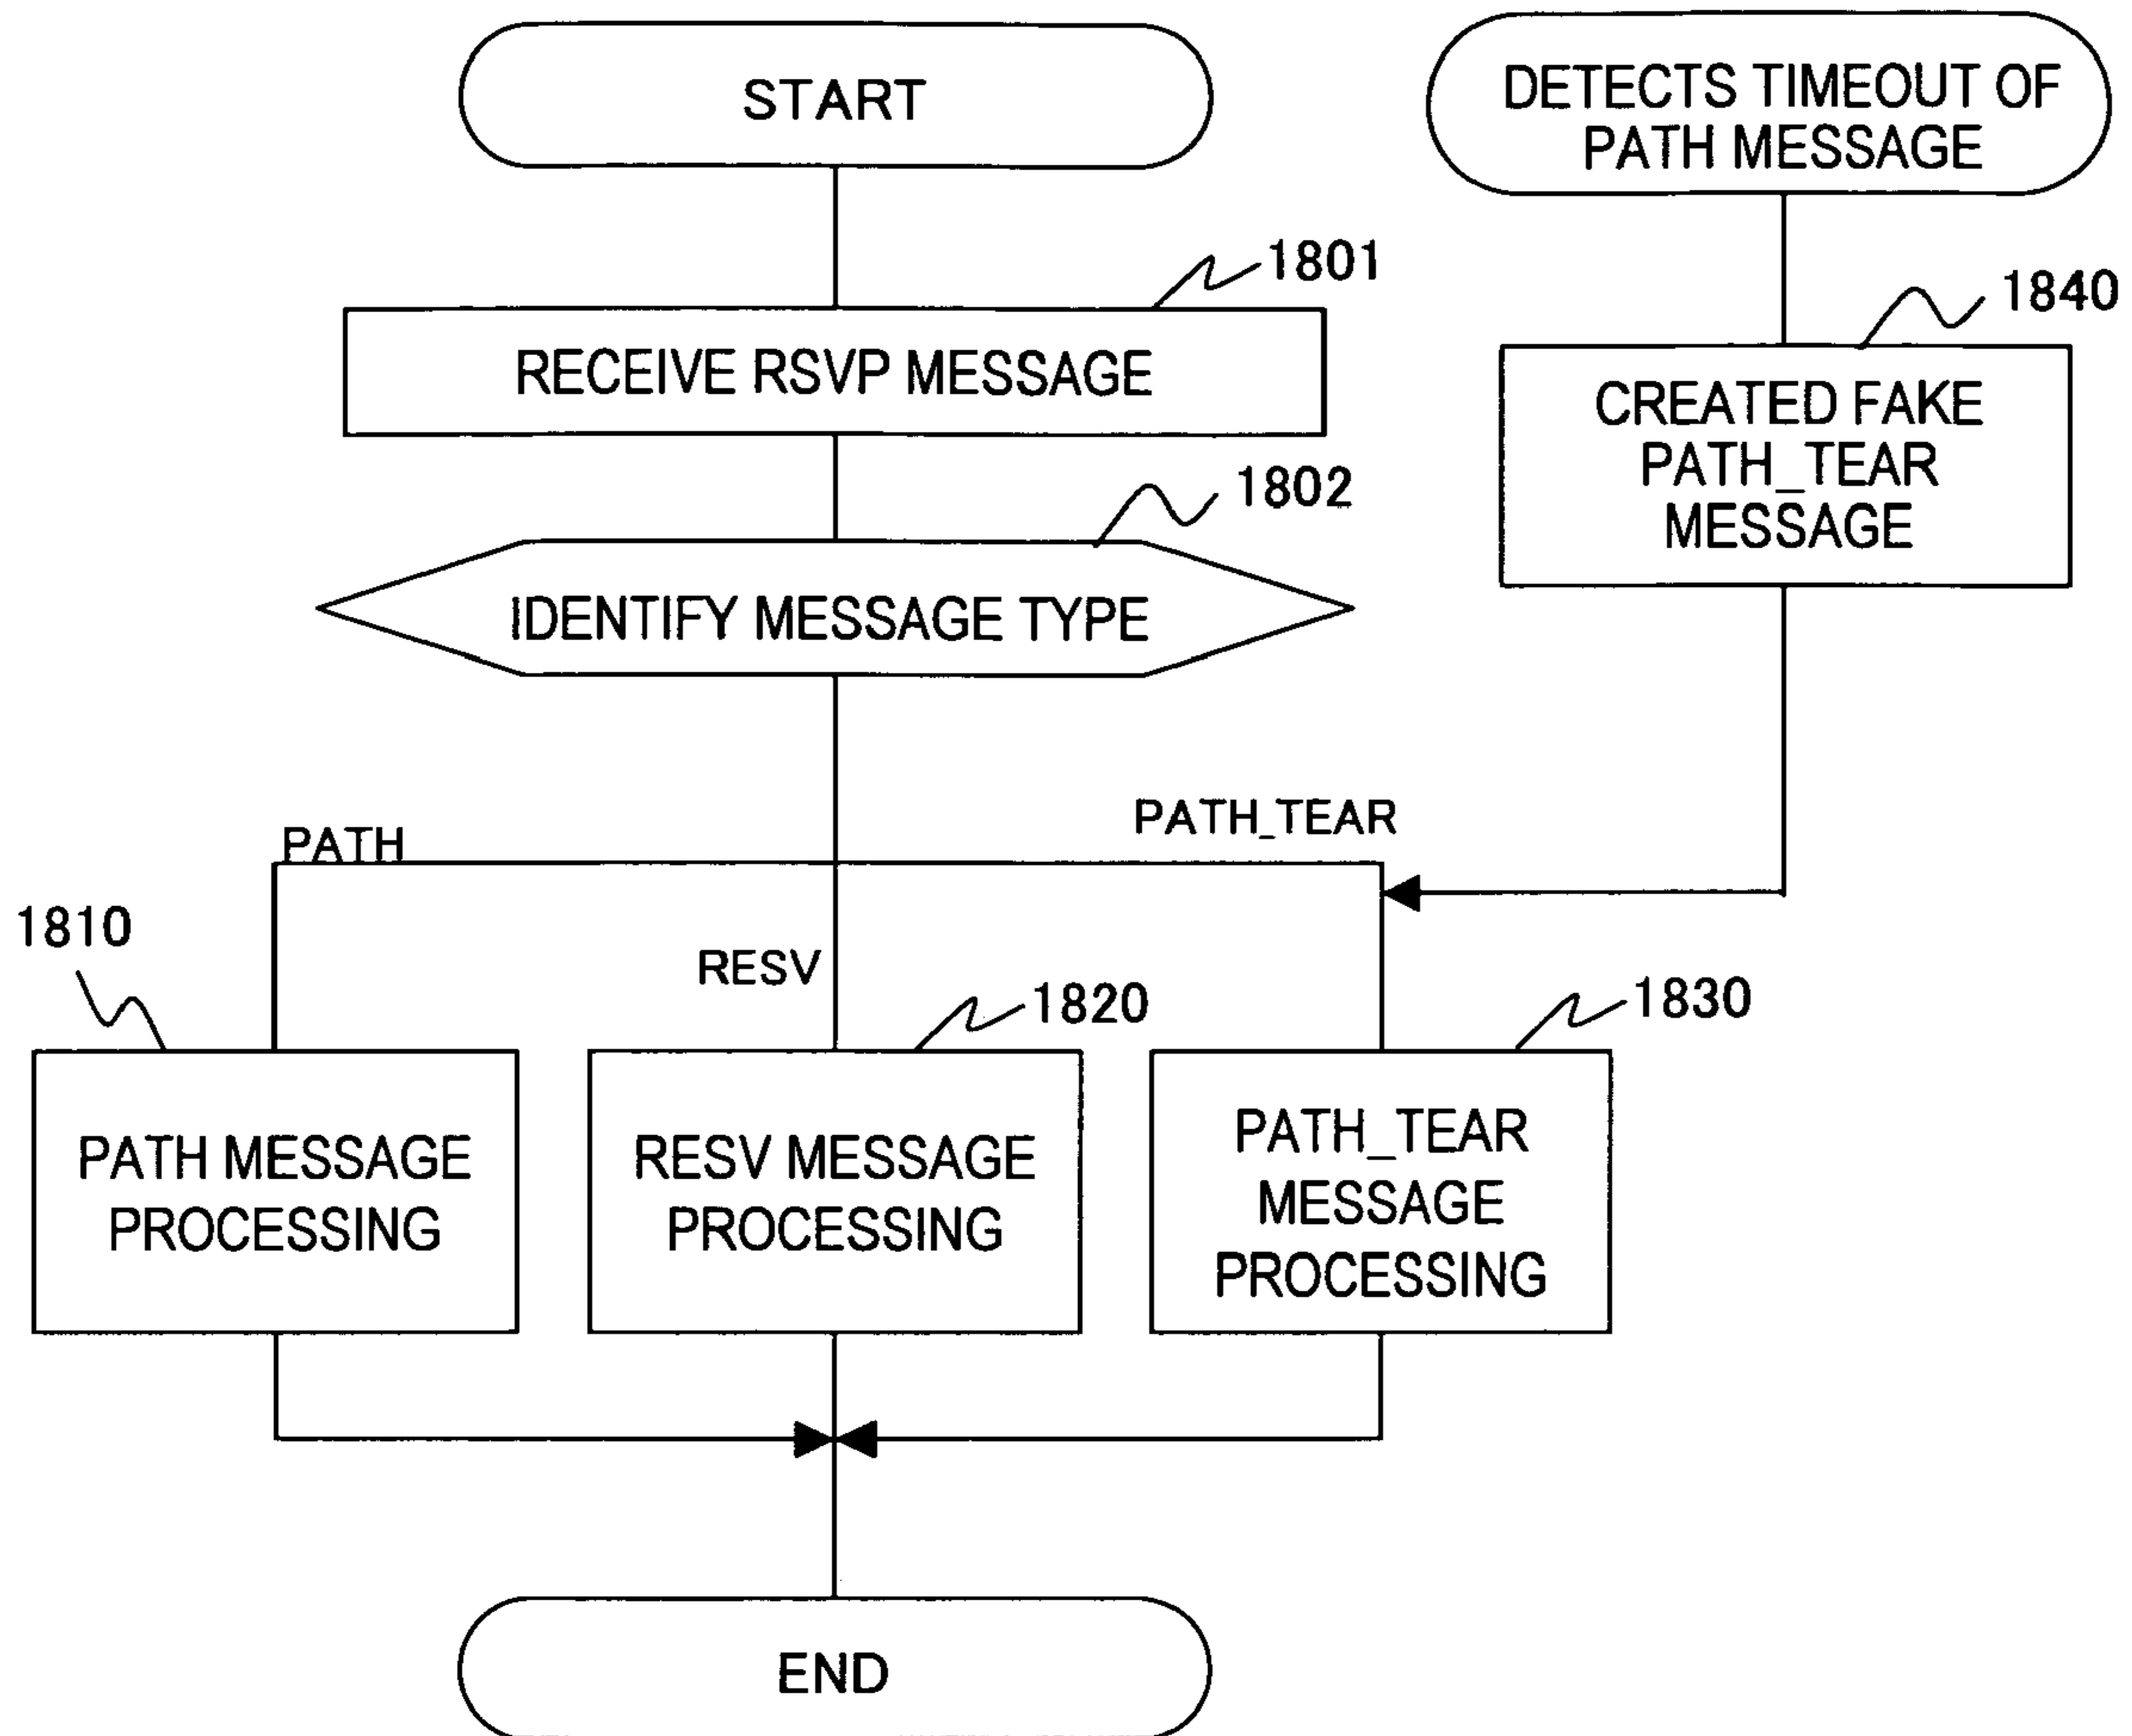 START
DETECTS TIMEOUT OF
PATH MESSAGE
1801
1840
RECEIVE RSVP MESSAGE
CREATED FAKE
PATH_TEAR
MESSAGE
1802
IDENTIFY MESSAGE TYPE
PATH
PATH_TEAR
1810
RESV
1820
1830
PATH MESSAGE
PROCESSING
RESV MESSAGE
PROCESSING
PATH_TEAR
MESSAGE
PROCESSING
END